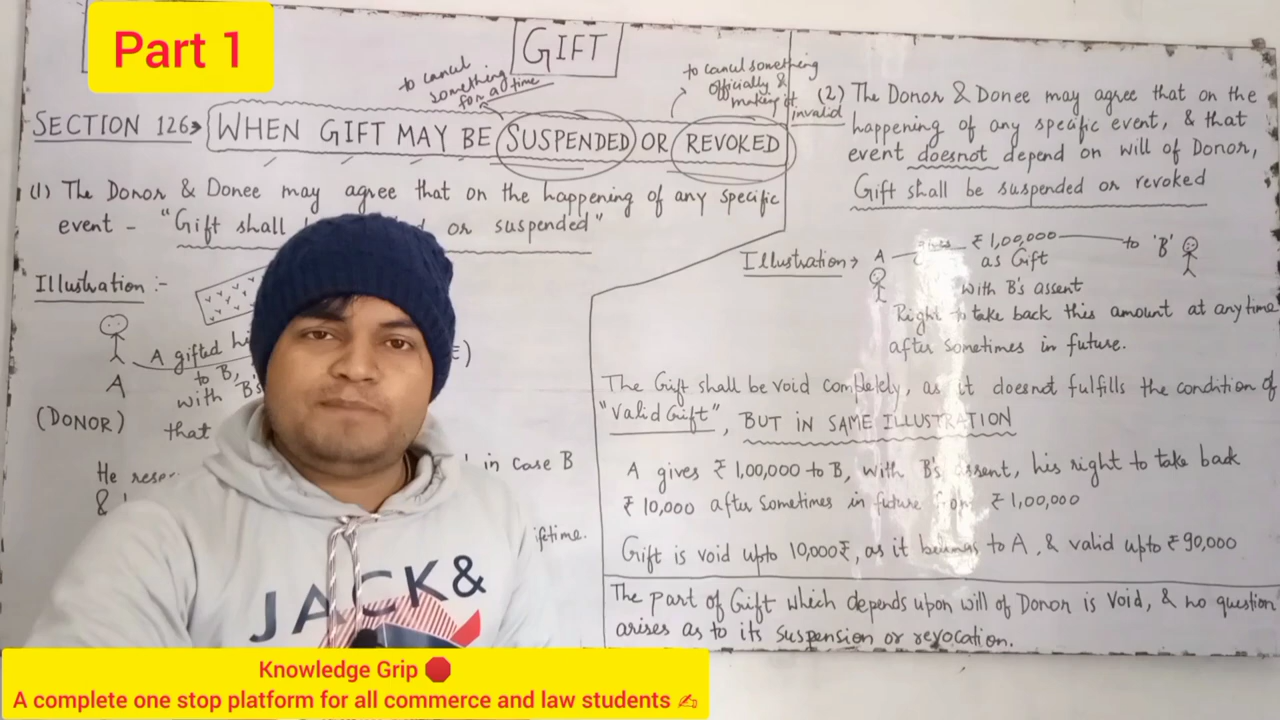 Part 1
GIFT
to cancel
something
for a time
to cancel something
officially &
making it
invalid
SECTION 126→ WHEN GIFT MAY BE SUSPENDED OR REVOKED
(1) The Donor & Donee may agree that on the happening of any specific
event - "Gift shall or suspended"
Illustration :-
A gifted
to B,
with B's
that
A
(DONOR)
in case B
He
&
(2) The Donor & Donee may agree that on the
happening of any specific event, & that
event doesnot depend on will of Donor,
Gift shall be suspended or revoked
Illustration → A gives ₹ 1,00,000 to 'B'
as Gift
with B's assent
Right to take back this amount at anytime
after Sometimes in future.
The Gift shall be void completely, as it doesnot fulfills the condition of
"Valid Gift", BUT IN SAME ILLUSTRATION
A gives ₹ 1,00,000 to B, with B's assent, his right to take back
₹ 10,000 after Sometimes in future from ₹ 1,00,000
Gift is void upto 10,000₹, as it belongs to A, & valid upto ₹ 90,000
The part of Gift which depends upon will of Donor is Void, & no question
arises as to its Suspension or revocation.
JACK&
Knowledge Grip 🛑
A complete one stop platform for all commerce and law students ✍